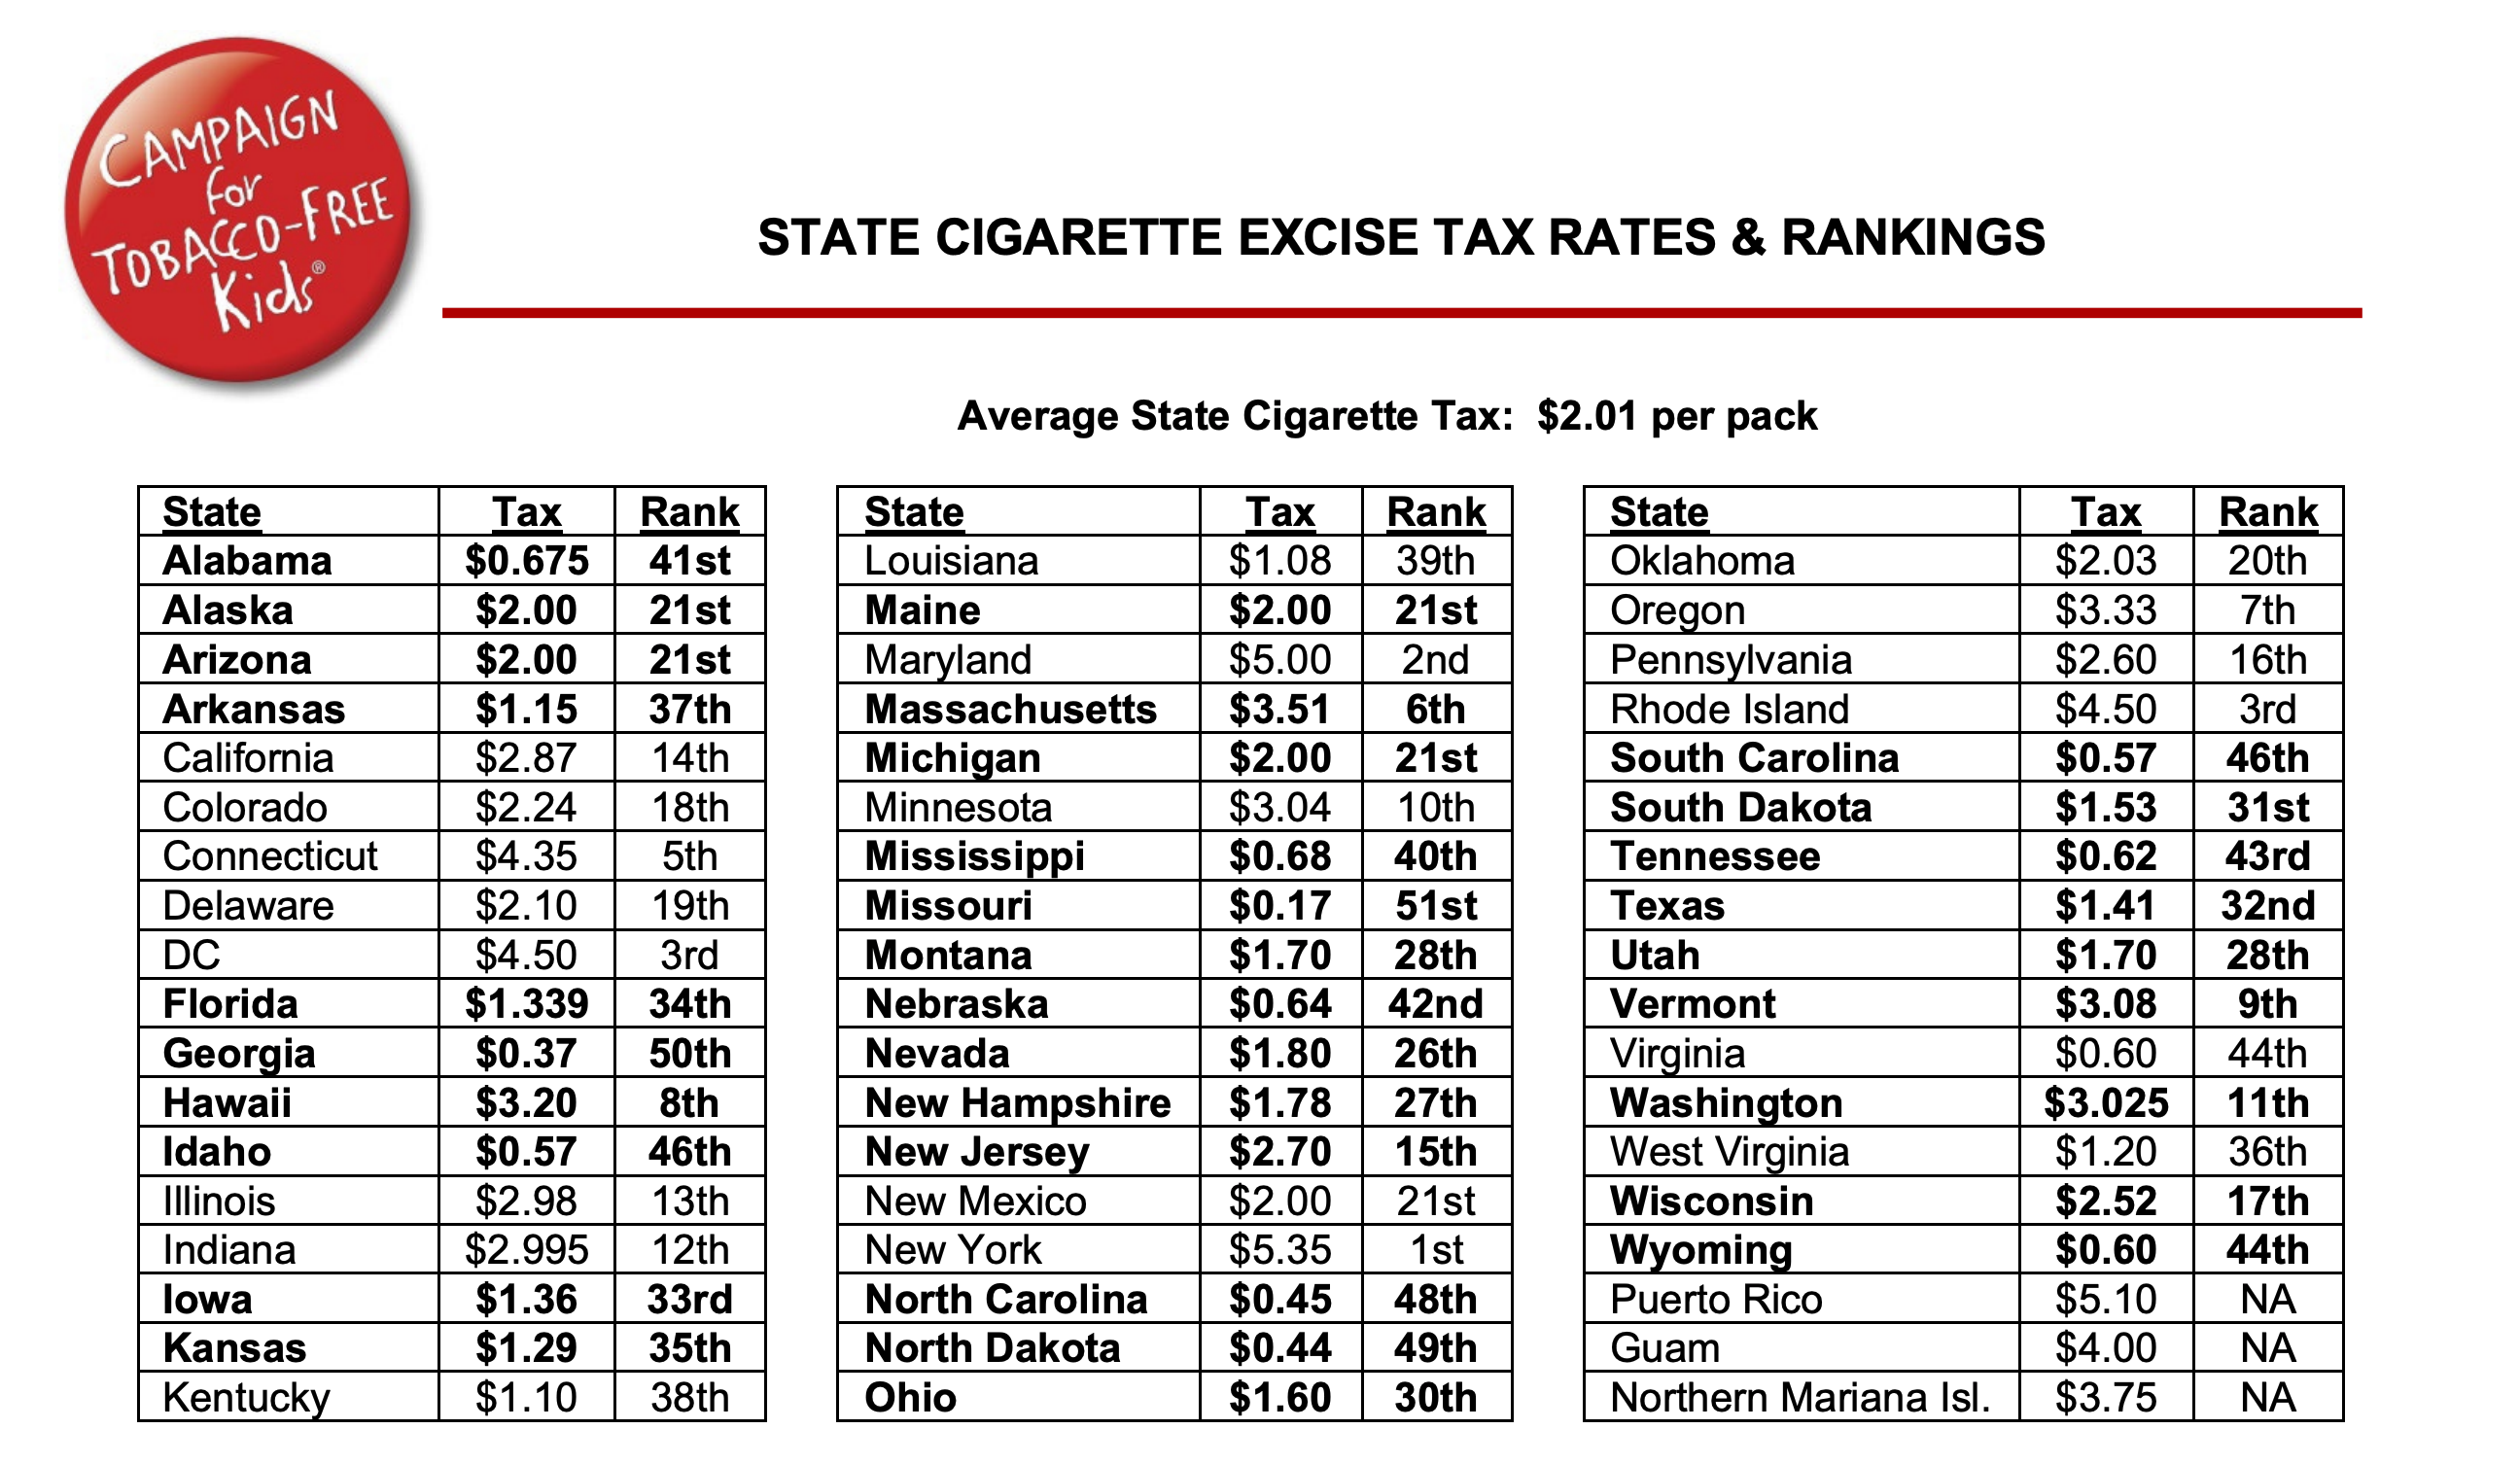 CAMPAIGN
for
TOBACCO-FREE
Kids®
STATE CIGARETTE EXCISE TAX RATES & RANKINGS
Average State Cigarette Tax: $2.01 per pack
State Tax Rank
Alabama $0.675 41st
Alaska $2.00 21st
Arizona $2.00 21st
Arkansas $1.15 37th
California $2.87 14th
Colorado $2.24 18th
Connecticut $4.35 5th
Delaware $2.10 19th
DC $4.50 3rd
Florida $1.339 34th
Georgia $0.37 50th
Hawaii $3.20 8th
Idaho $0.57 46th
Illinois $2.98 13th
Indiana $2.995 12th
Iowa $1.36 33rd
Kansas $1.29 35th
Kentucky $1.10 38th
State Tax Rank
Louisiana $1.08 39th
Maine $2.00 21st
Maryland $5.00 2nd
Massachusetts $3.51 6th
Michigan $2.00 21st
Minnesota $3.04 10th
Mississippi $0.68 40th
Missouri $0.17 51st
Montana $1.70 28th
Nebraska $0.64 42nd
Nevada $1.80 26th
New Hampshire $1.78 27th
New Jersey $2.70 15th
New Mexico $2.00 21st
New York $5.35 1st
North Carolina $0.45 48th
North Dakota $0.44 49th
Ohio $1.60 30th
State Tax Rank
Oklahoma $2.03 20th
Oregon $3.33 7th
Pennsylvania $2.60 16th
Rhode Island $4.50 3rd
South Carolina $0.57 46th
South Dakota $1.53 31st
Tennessee $0.62 43rd
Texas $1.41 32nd
Utah $1.70 28th
Vermont $3.08 9th
Virginia $0.60 44th
Washington $3.025 11th
West Virginia $1.20 36th
Wisconsin $2.52 17th
Wyoming $0.60 44th
Puerto Rico $5.10 NA
Guam $4.00 NA
Northern Mariana Isl. $3.75 NA